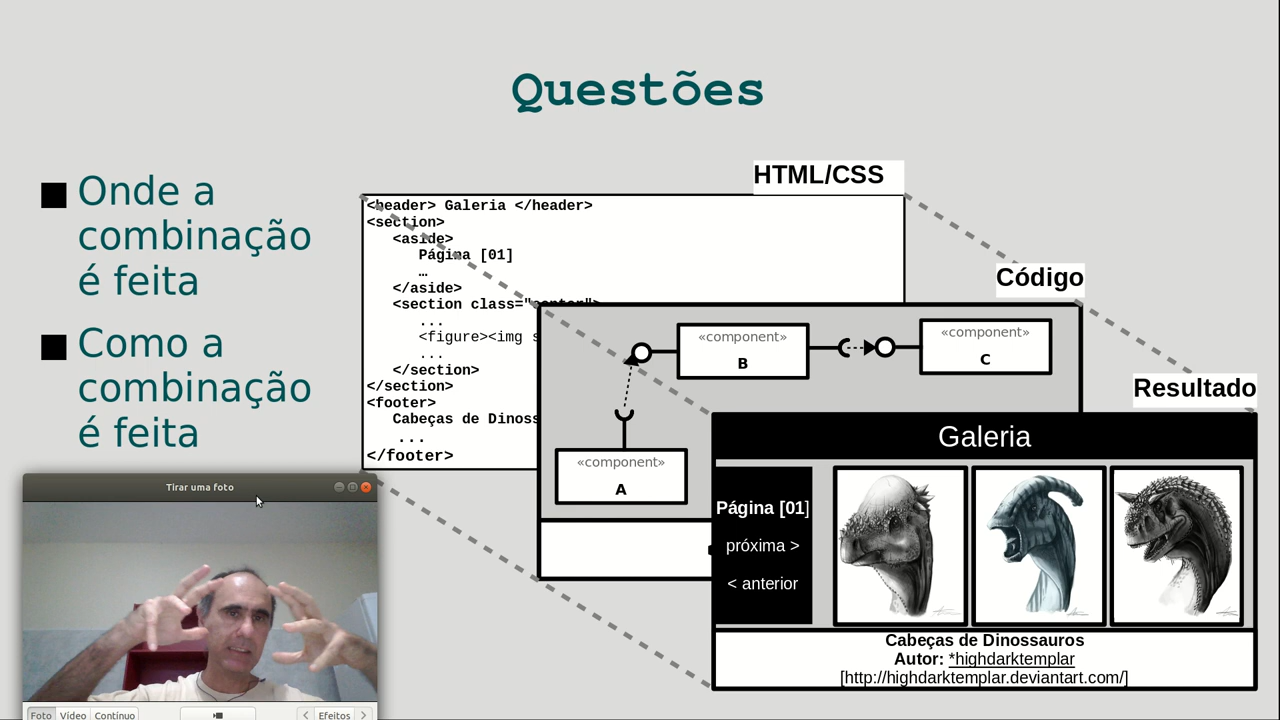 Questões
Onde a
combinação
é feita
Como a
combinação
é feita
HTML/CSS
<header> Galeria </header>
<section>
<aside>
Página [01]
…
</aside>
<section class="center">
...
<figure><img s
...
</section>
</section>
<footer>
Cabeças de Dinoss
...
</footer>
Código
«component»
B
«component»
C
«component»
A
Resultado
Galeria
Página [01]
próxima >
< anterior
Cabeças de Dinossauros
Autor: *highdarktemplar
[http://highdarktemplar.deviantart.com/]
Tirar uma foto
Foto Vídeo Contínuo
< Efeitos >